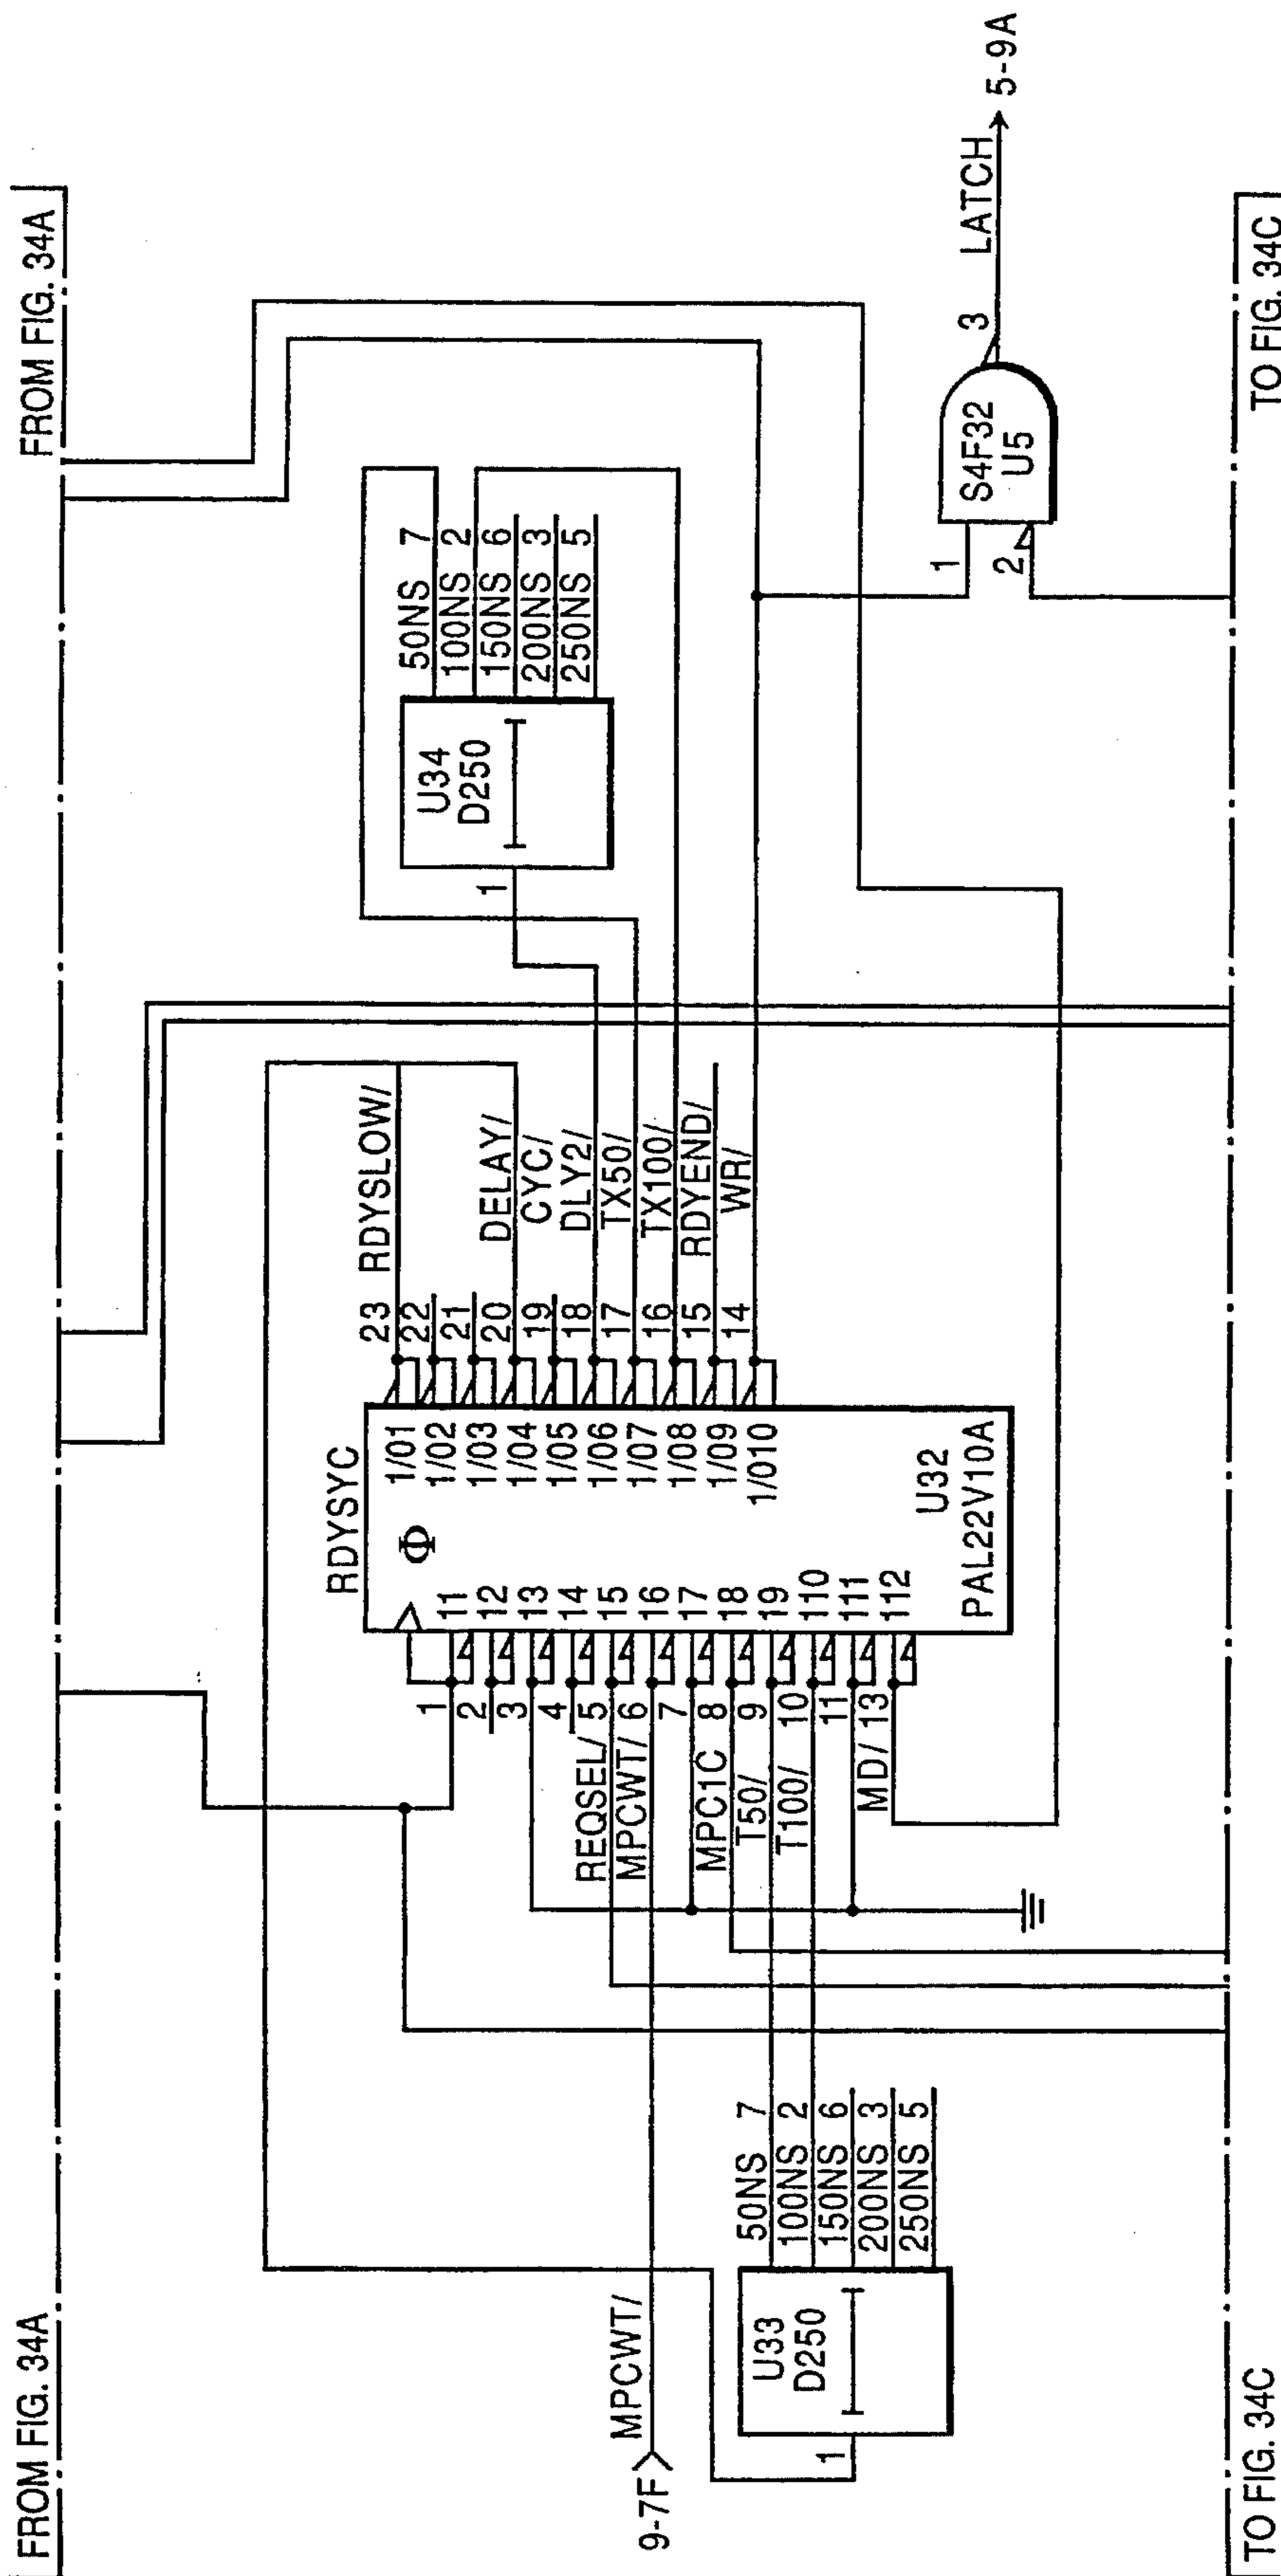 FROM FIG. 34A
FROM FIG. 34A
RDYSYC
Φ
11
12
13
14
15
16
17
18
19
110
111
112
1/01
1/02
1/03
1/04
1/05
1/06
1/07
1/08
1/09
1/010
U32
PAL22V10A
1
2
3
4
REQSEL/ 5
MPCWT/ 6
7
MPC1C 8
T50/ 9
T100/ 10
11
MD/ 13
23 RDYSLOW/
22
21
20 DELAY/
19 CYC/
18 DLY2/
17 TX50/
16 TX100/
15 RDYEND/
14 WR/
9-7F
MPCWT/
U33
D250
1
50NS 7
100NS 2
150NS 6
200NS 3
250NS 5
U34
D250
1
50NS 7
100NS 2
150NS 6
200NS 3
250NS 5
1
2
S4F32
U5
3
LATCH
5-9A
TO FIG. 34C
TO FIG. 34C